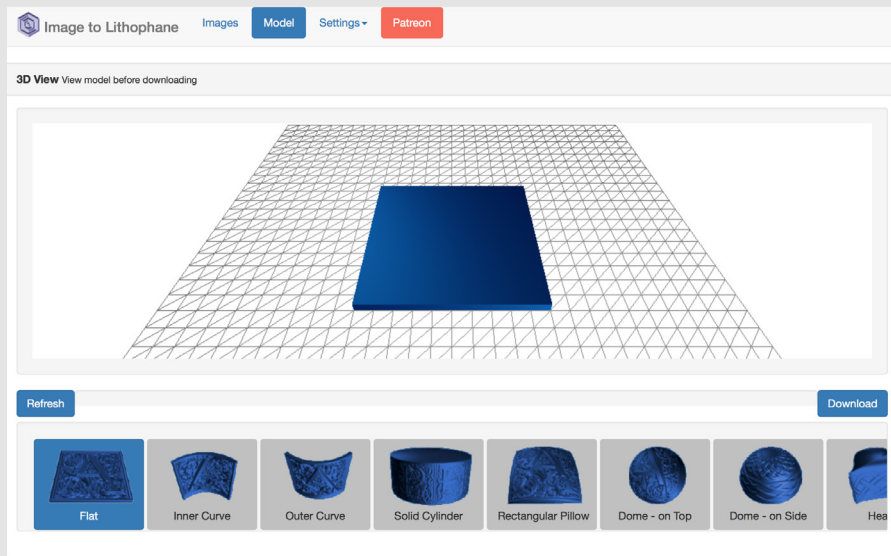 Image to Lithophane Images Model Settings Patreon
3D View View model before downloading
Refresh Download
Flat Inner Curve Outer Curve Solid Cylinder Rectangular Pillow Dome - on Top Dome - on Side Hea